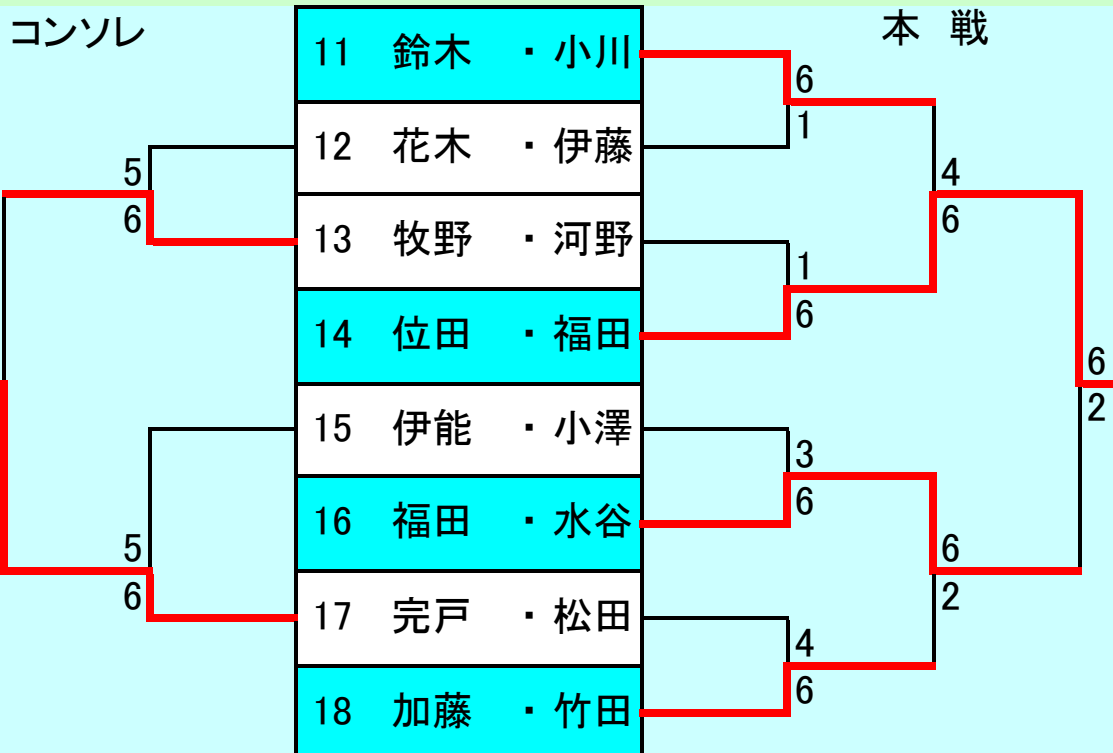 コンソレ
本 戦
11 鈴木 ・小川
12 花木 ・伊藤
13 牧野 ・河野
14 位田 ・福田
15 伊能 ・小澤
16 福田 ・水谷
17 完戸 ・松田
18 加藤 ・竹田
5
6
5
6
6
1
1
6
3
6
4
6
4
6
6
2
6
2